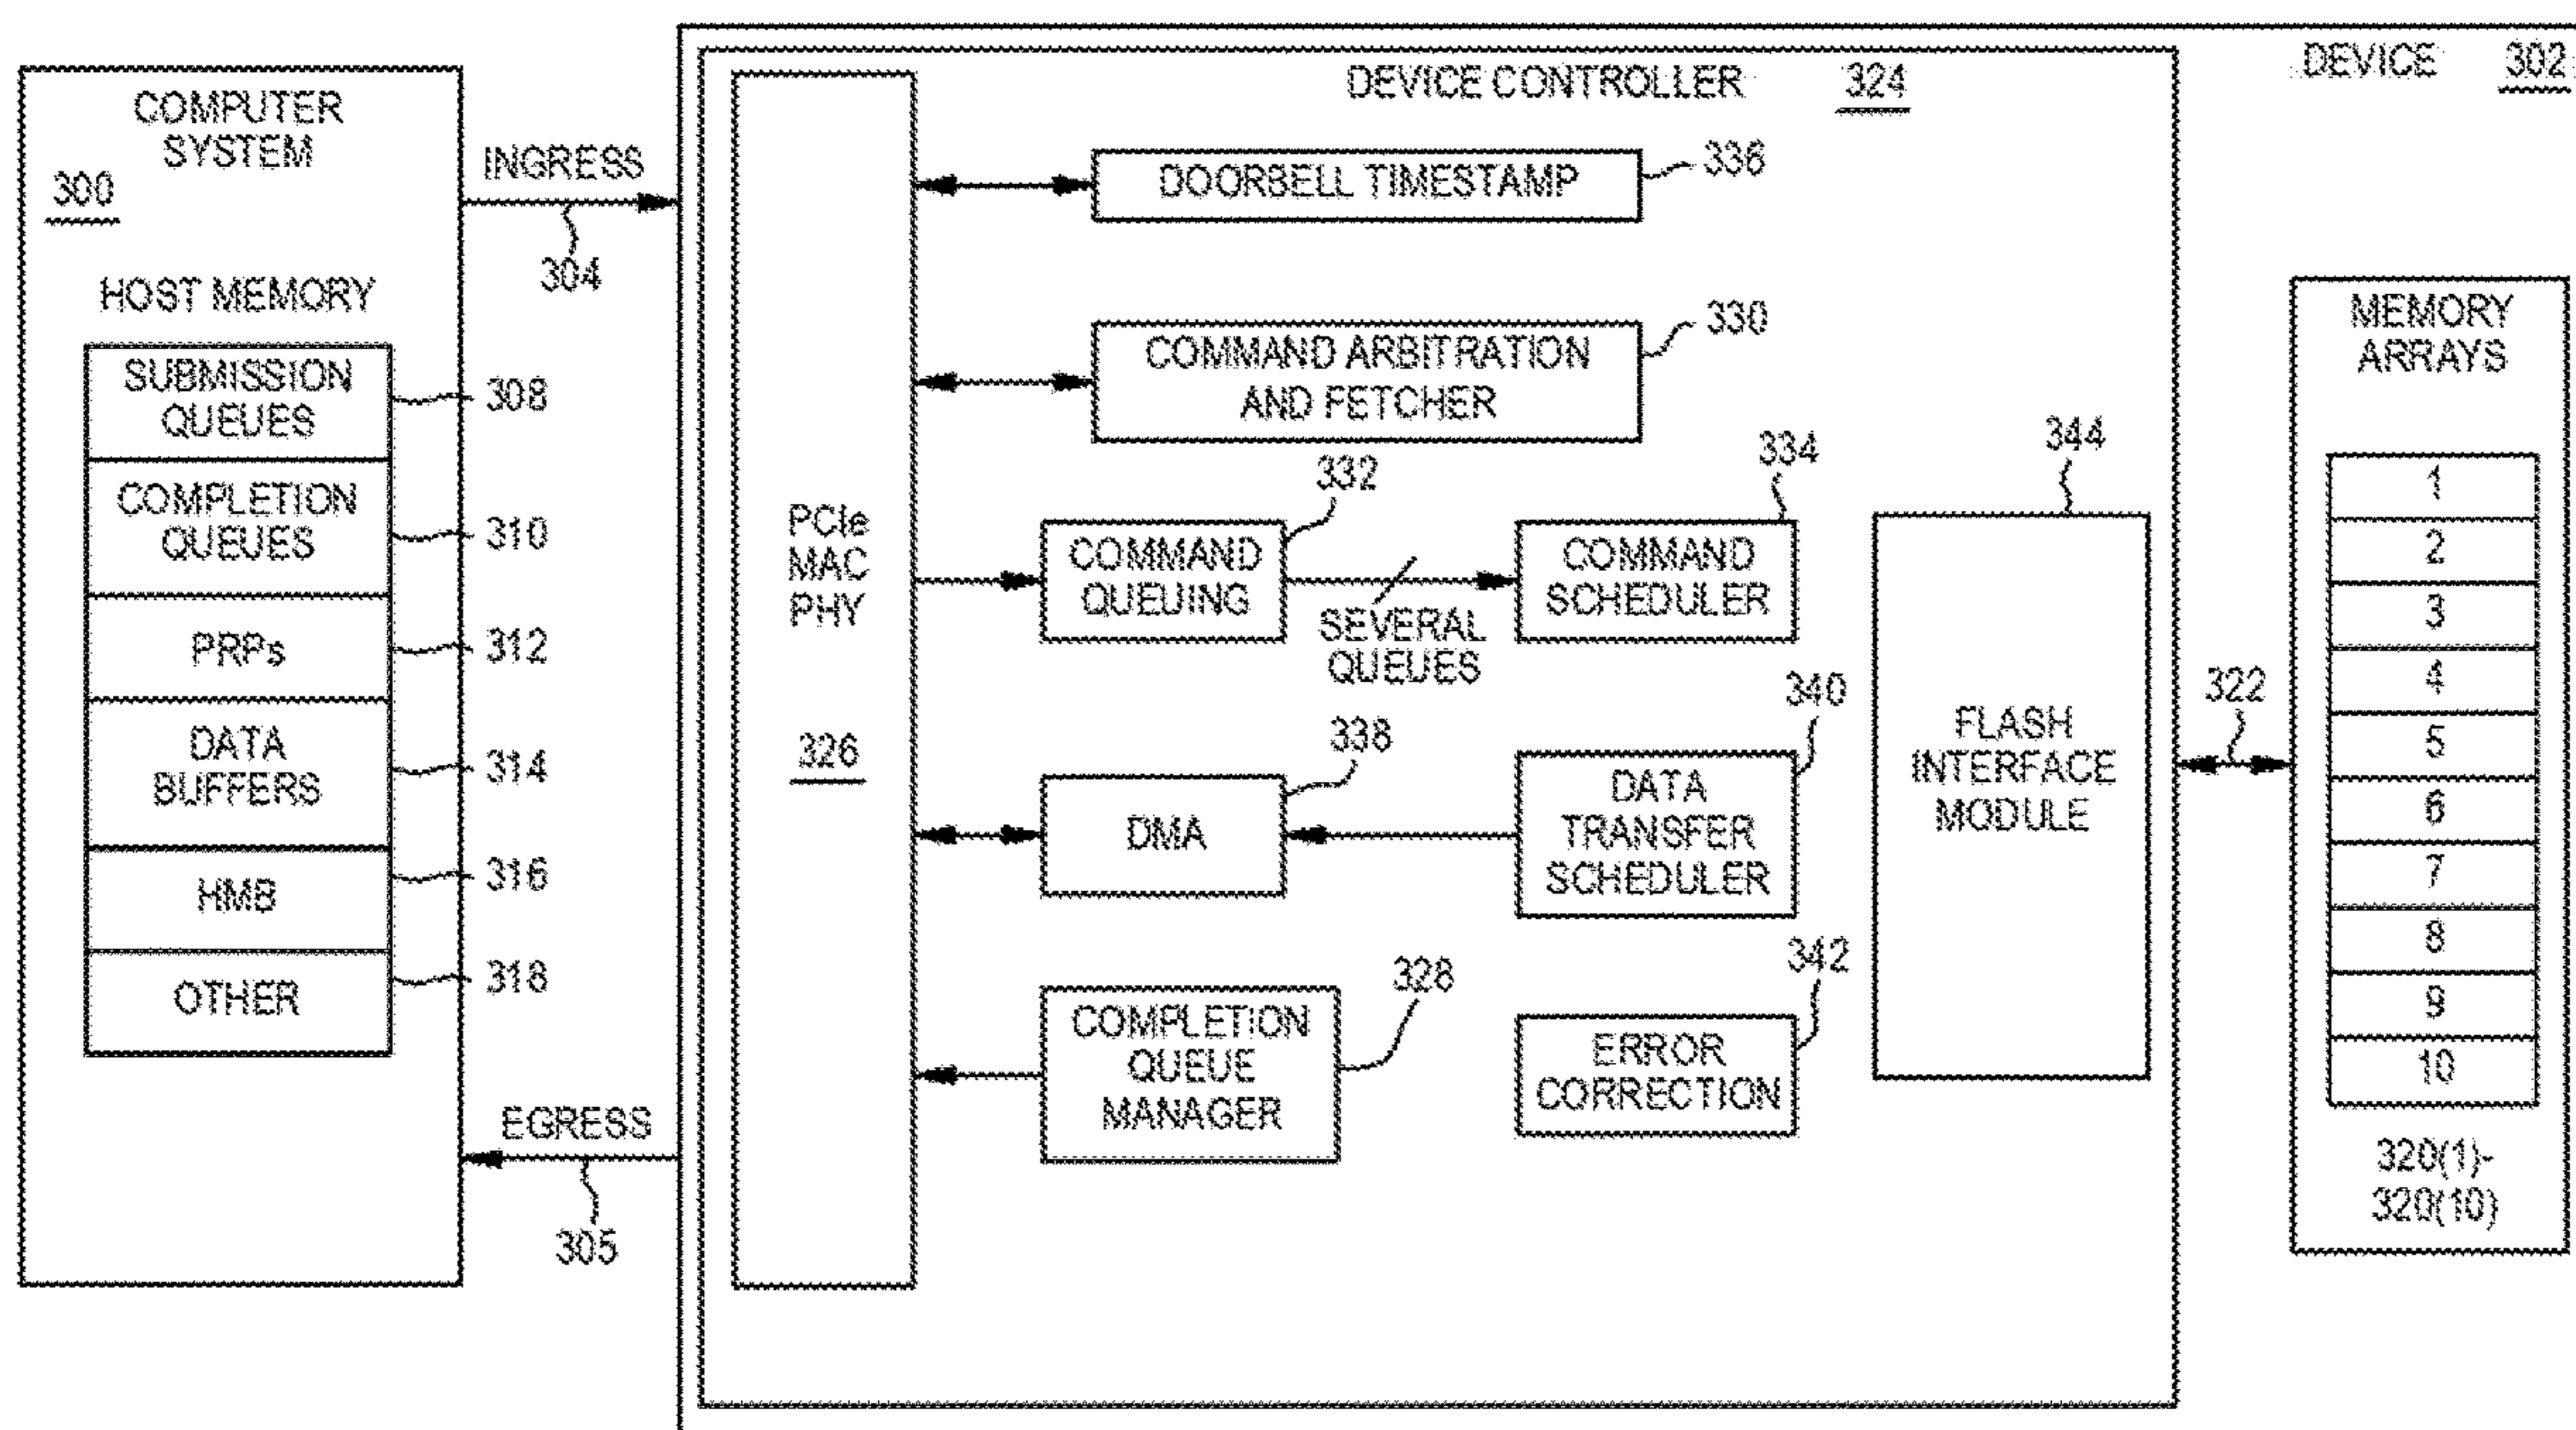 COMPUTER
SYSTEM
300
HOST MEMORY
SUBMISSION
QUEUES
308
COMPLETION
QUEUES
310
PRPs
312
DATA
BUFFERS
314
HMB
316
OTHER
318
INGRESS
304
EGRESS
305
DEVICE 302
DEVICE CONTROLLER 324
PCIe
MAC
PHY
326
DOORBELL TIMESTAMP
336
COMMAND ARBITRATION
AND FETCHER
330
COMMAND
QUEUING
332
SEVERAL
QUEUES
COMMAND
SCHEDULER
334
DMA
338
DATA
TRANSFER
SCHEDULER
340
COMPLETION
QUEUE
MANAGER
328
ERROR
CORRECTION
342
FLASH
INTERFACE
MODULE
344
322
MEMORY
ARRAYS
1
2
3
4
5
6
7
8
9
10
320(1)-
320(10)